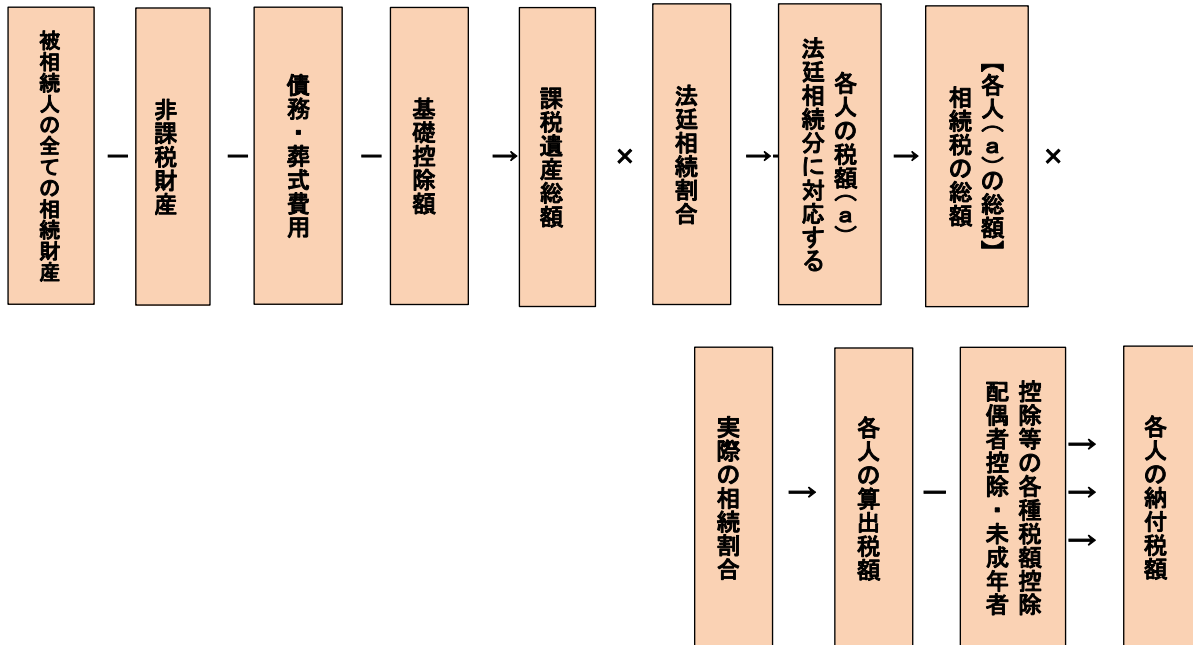 被相続人の全ての相続財産
－
非課税財産
－
債務・葬式費用
－
基礎控除額
→
課税遺産総額
×
法廷相続割合
→
各人の税額(a)
法廷相続分に対応する
→
【各人(a)の総額】
相続税の総額
×
実際の相続割合
→
各人の算出税額
－
控除等の各種税額控除
配偶者控除・未成年者
→
→
→
各人の納付税額